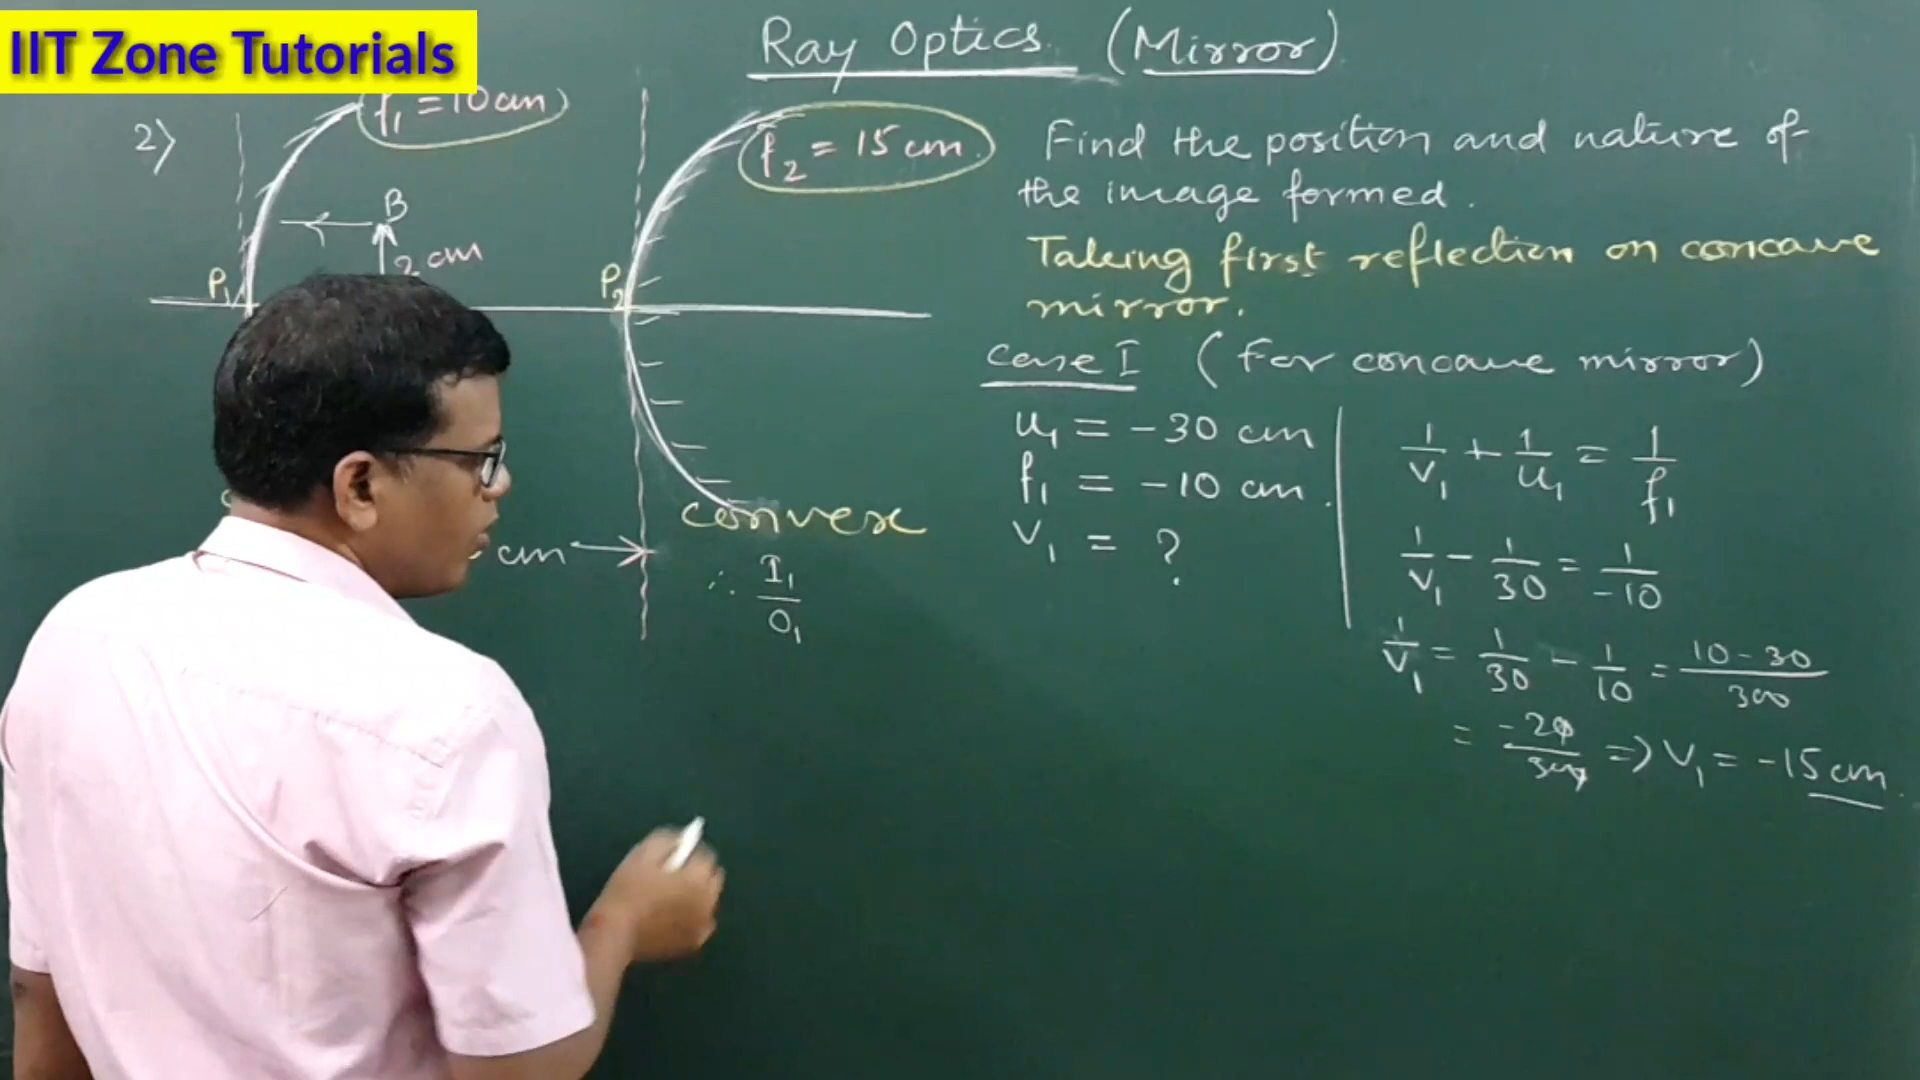 IIT Zone Tutorials
Ray Optics (Mirror)
2)
f₁ = 10 cm
f₂ = 15 cm
B
2 cm
P₁
P₂
convex
cm
∴ I₁/O₁
Find the position and nature of
the image formed.
Taking first reflection on concave
mirror.
Case I (For concave mirror)
u₁ = -30 cm
f₁ = -10 cm
v₁ = ?
1/v₁ + 1/u₁ = 1/f₁
1/v₁ - 1/30 = 1/-10
1/v₁ = 1/30 - 1/10 = 10-30/300
= -20/300 => v₁ = -15 cm.